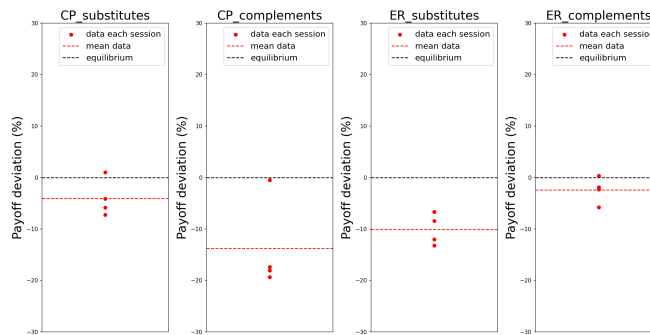 CP_substitutes
Payoff deviation (%)
30
20
10
0
−10
−20
−30
data each session
mean data
equilibrium
CP_complements
Payoff deviation (%)
30
20
10
0
−10
−20
−30
data each session
mean data
equilibrium
ER_substitutes
Payoff deviation (%)
30
20
10
0
−10
−20
−30
data each session
mean data
equilibrium
ER_complements
Payoff deviation (%)
30
20
10
0
−10
−20
−30
data each session
mean data
equilibrium